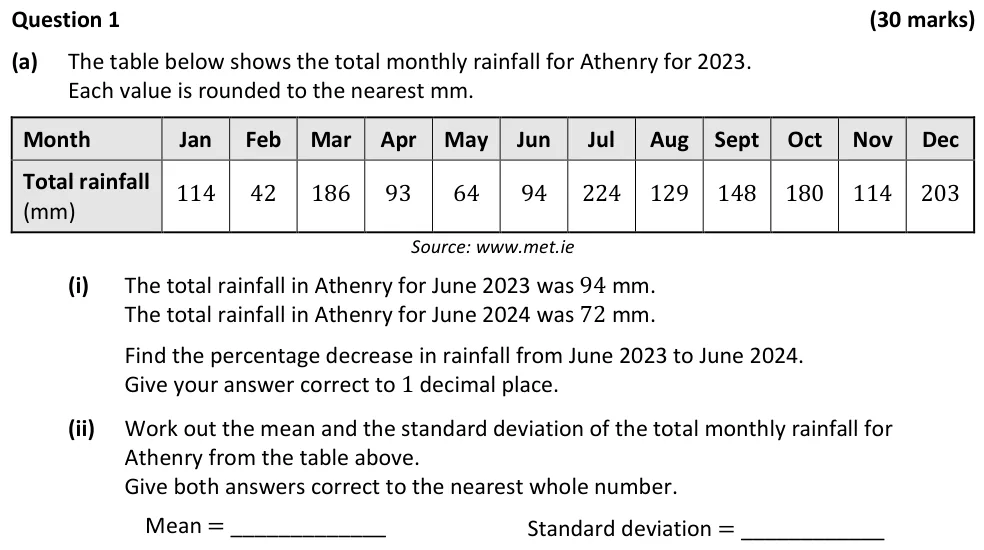 Question 1 (30 marks)
(a) The table below shows the total monthly rainfall for Athenry for 2023.
Each value is rounded to the nearest mm.
Month Jan Feb Mar Apr May Jun Jul Aug Sept Oct Nov Dec
Total rainfall
(mm) 114 42 186 93 64 94 224 129 148 180 114 203
Source: www.met.ie
(i) The total rainfall in Athenry for June 2023 was 94 mm.
The total rainfall in Athenry for June 2024 was 72 mm.
Find the percentage decrease in rainfall from June 2023 to June 2024.
Give your answer correct to 1 decimal place.
(ii) Work out the mean and the standard deviation of the total monthly rainfall for
Athenry from the table above.
Give both answers correct to the nearest whole number.
Mean = _____________ Standard deviation = ____________